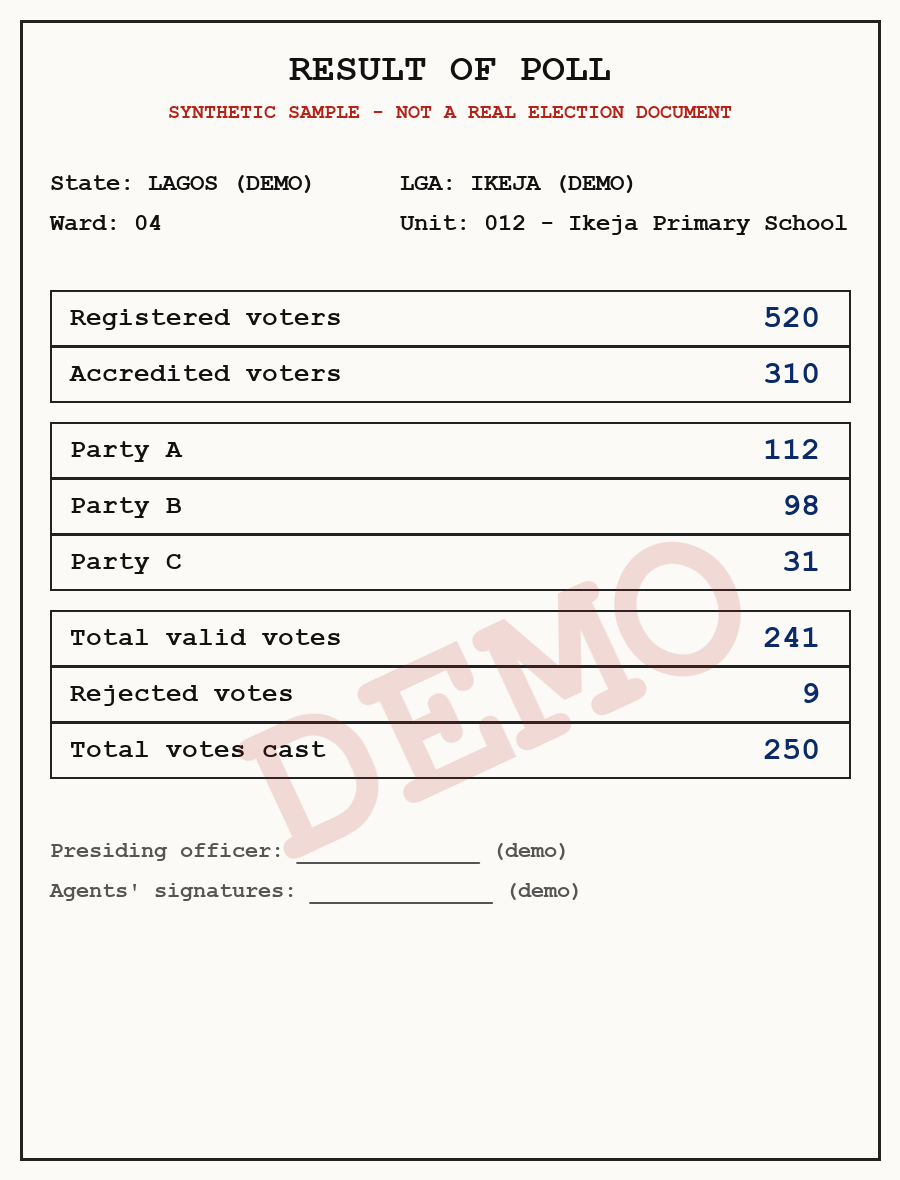 RESULT OF POLL
SYNTHETIC SAMPLE - NOT A REAL ELECTION DOCUMENT
State: LAGOS (DEMO) LGA: IKEJA (DEMO)
Ward: 04 Unit: 012 - Ikeja Primary School
Registered voters 520
Accredited voters 310
Party A 112
Party B 98
Party C 31
Total valid votes 241
Rejected votes 9
Total votes cast 250
DEMO
Presiding officer: ______________ (demo)
Agents' signatures: ______________ (demo)